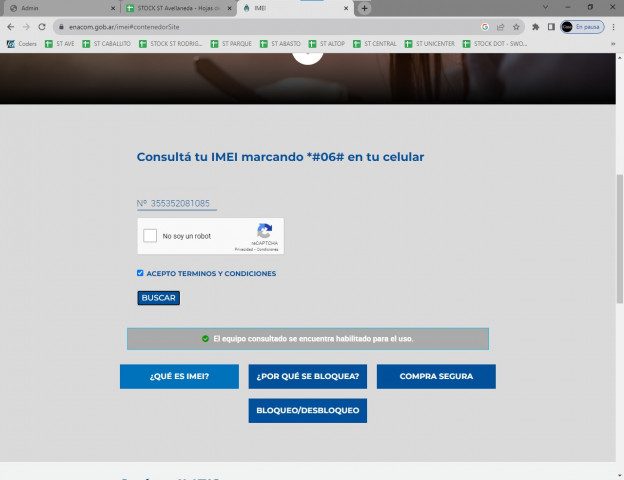 Admin
STOCK ST Avellaneda - Rojas de
IMEI
enacom.gob.ar/imei#contenedorSite
En pausa
Coders ST AVE ST CABALLITO STOCK ST RODRIG... ST PARQUE ST ABASTO ST ALTOP ST CENTRAL ST UNICENTER STOCK DOT - SWO...
Consultá tu IMEI marcando *#06# en tu celular
Nº 355352081085
No soy un robot
reCAPTCHA
Privacidad - Condiciones
ACEPTO TERMINOS Y CONDICIONES
BUSCAR
El equipo consultado se encuentra habilitado para el uso.
¿QUÉ ES IMEI? ¿POR QUÉ SE BLOQUEA? COMPRA SEGURA
BLOQUEO/DESBLOQUEO